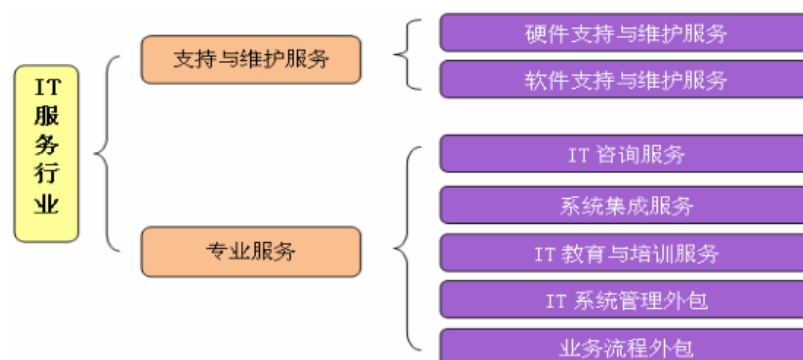 IT
服
务
行
业
支持与维护服务
硬件支持与维护服务
软件支持与维护服务
专业服务
IT 咨询服务
系统集成服务
IT 教育与培训服务
IT 系统管理外包
业务流程外包